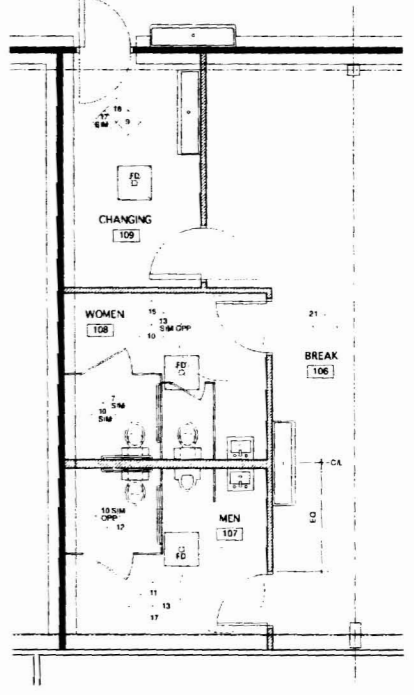 18
17
SIM
9
FD
CHANGING
109
WOMEN
108
15
13
SIM OPP
10
21
FD
BREAK
106
7
SIM
10
SIM
C/L
10 SIM
OPP
12
MEN
107
EQ
FD
11
13
17